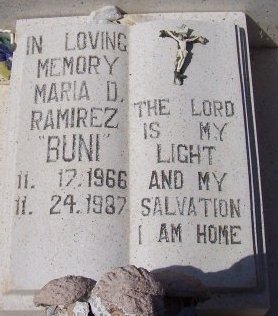 IN LOVING
MEMORY
MARIA D.
RAMIREZ
"BUNI"
11. 17.1966
11. 24.1987
THE LORD
IS MY
LIGHT
AND MY
SALVATION
I AM HOME